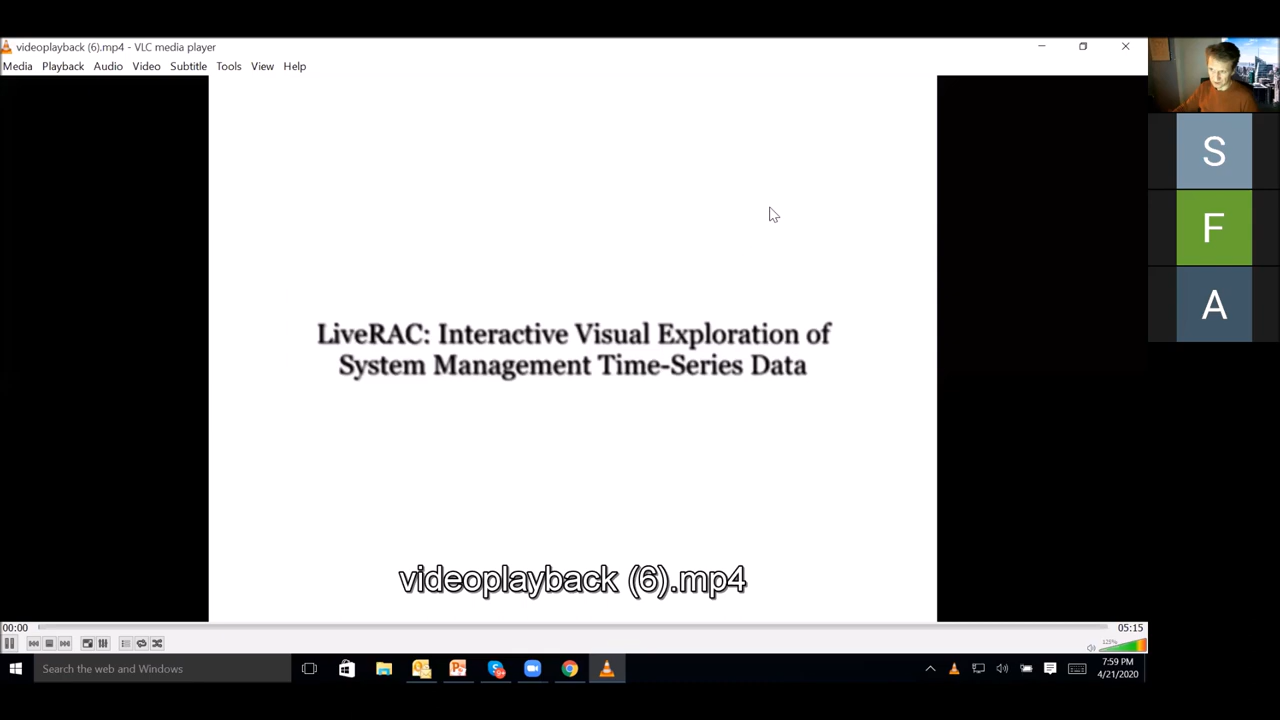 videoplayback (6).mp4 - VLC media player
Media Playback Audio Video Subtitle Tools View Help
LiveRAC: Interactive Visual Exploration of
System Management Time-Series Data
videoplayback (6).mp4
00:00
05:15
125%
Search the web and Windows
7:59 PM
4/21/2020
S
F
A